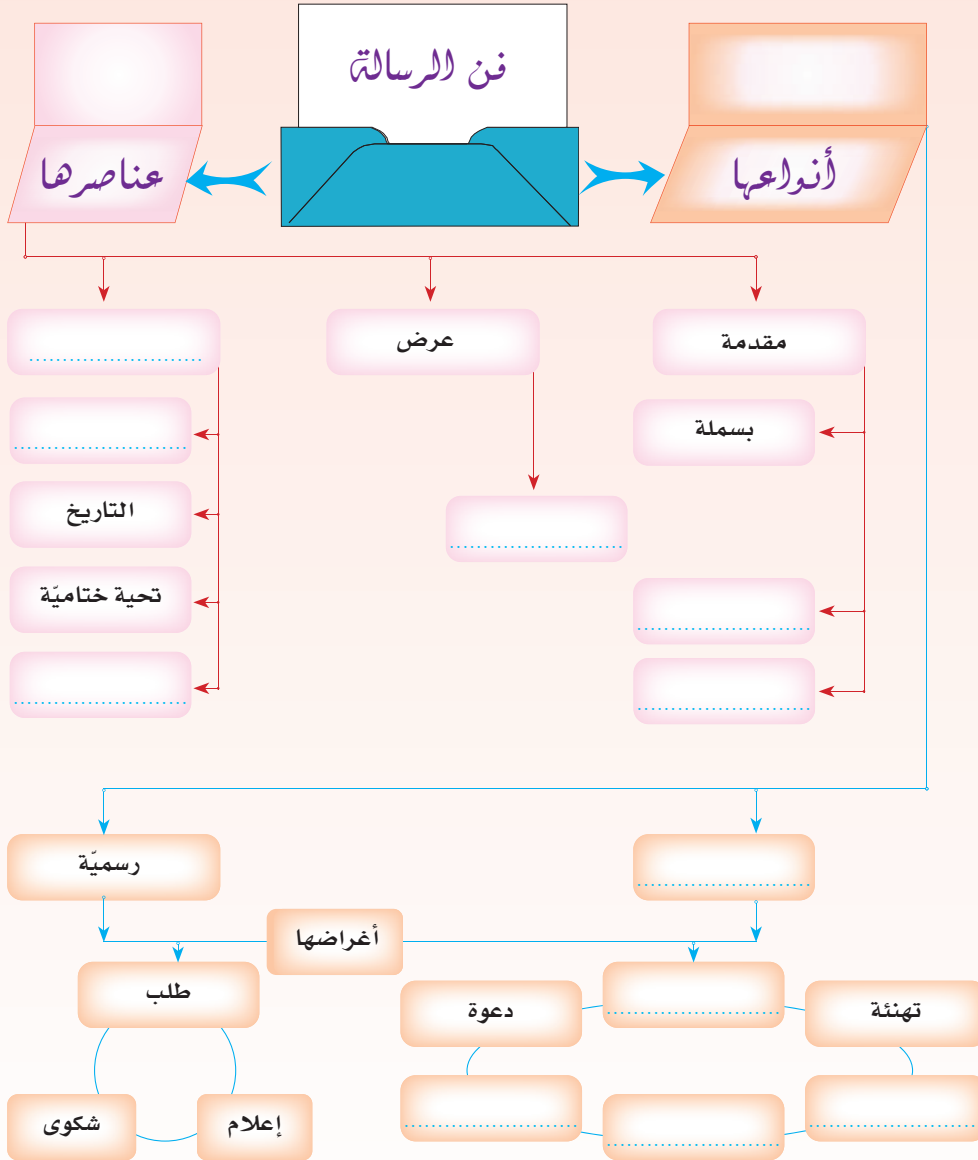 فن الرسالة
أنواعها
عناصرها
مقدمة
عرض
بسملة
التاريخ
تحية ختاميّة
رسميّة
أغراضها
طلب
دعوة
تهنئة
شكوى
إعلام